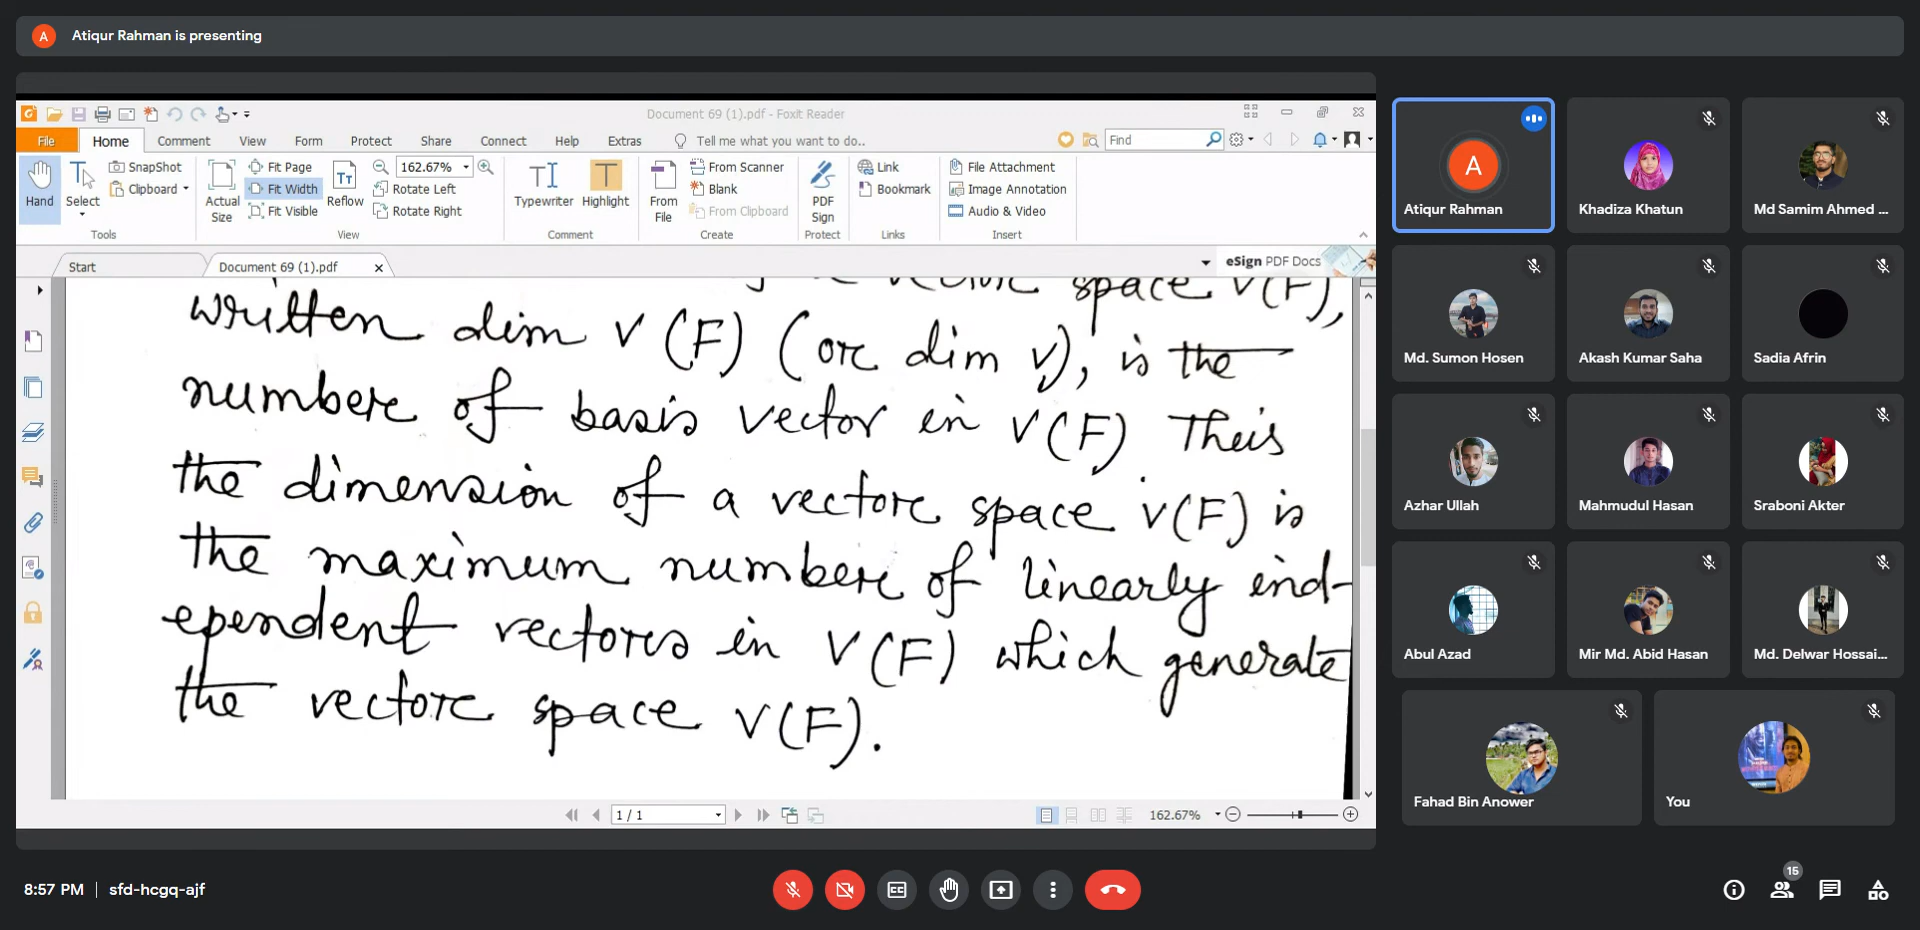 A Atiqur Rahman is presenting
Document 69 (1).pdf - Foxit Reader
File Home Comment View Form Protect Share Connect Help Extras Tell me what you want to do.. Find
Hand Select SnapShot Clipboard
Actual Size Fit Page Fit Width Fit Visible Reflow 162.67% Rotate Left Rotate Right
Typewriter Highlight From File From Scanner Blank From Clipboard PDF Sign Link Bookmark File Attachment Image Annotation Audio & Video
Tools View Comment Create Protect Links Insert
Start Document 69 (1).pdf eSign PDF Docs
space V(F),
written dim V (F) (or dim V), is the
number of basis vector in V(F). Thus
the dimension of a vector space V(F) is
the maximum number of linearly ind-
ependent vectors in V(F) which generate
the vector space V(F).
1 / 1 162.67%
A
Atiqur Rahman
Khadiza Khatun
Md Samim Ahmed ...
Md. Sumon Hosen
Akash Kumar Saha
Sadia Afrin
Azhar Ullah
Mahmudul Hasan
Sraboni Akter
Abul Azad
Mir Md. Abid Hasan
Md. Delwar Hossai...
Fahad Bin Anower
You
8:57 PM | sfd-hcgq-ajf
15